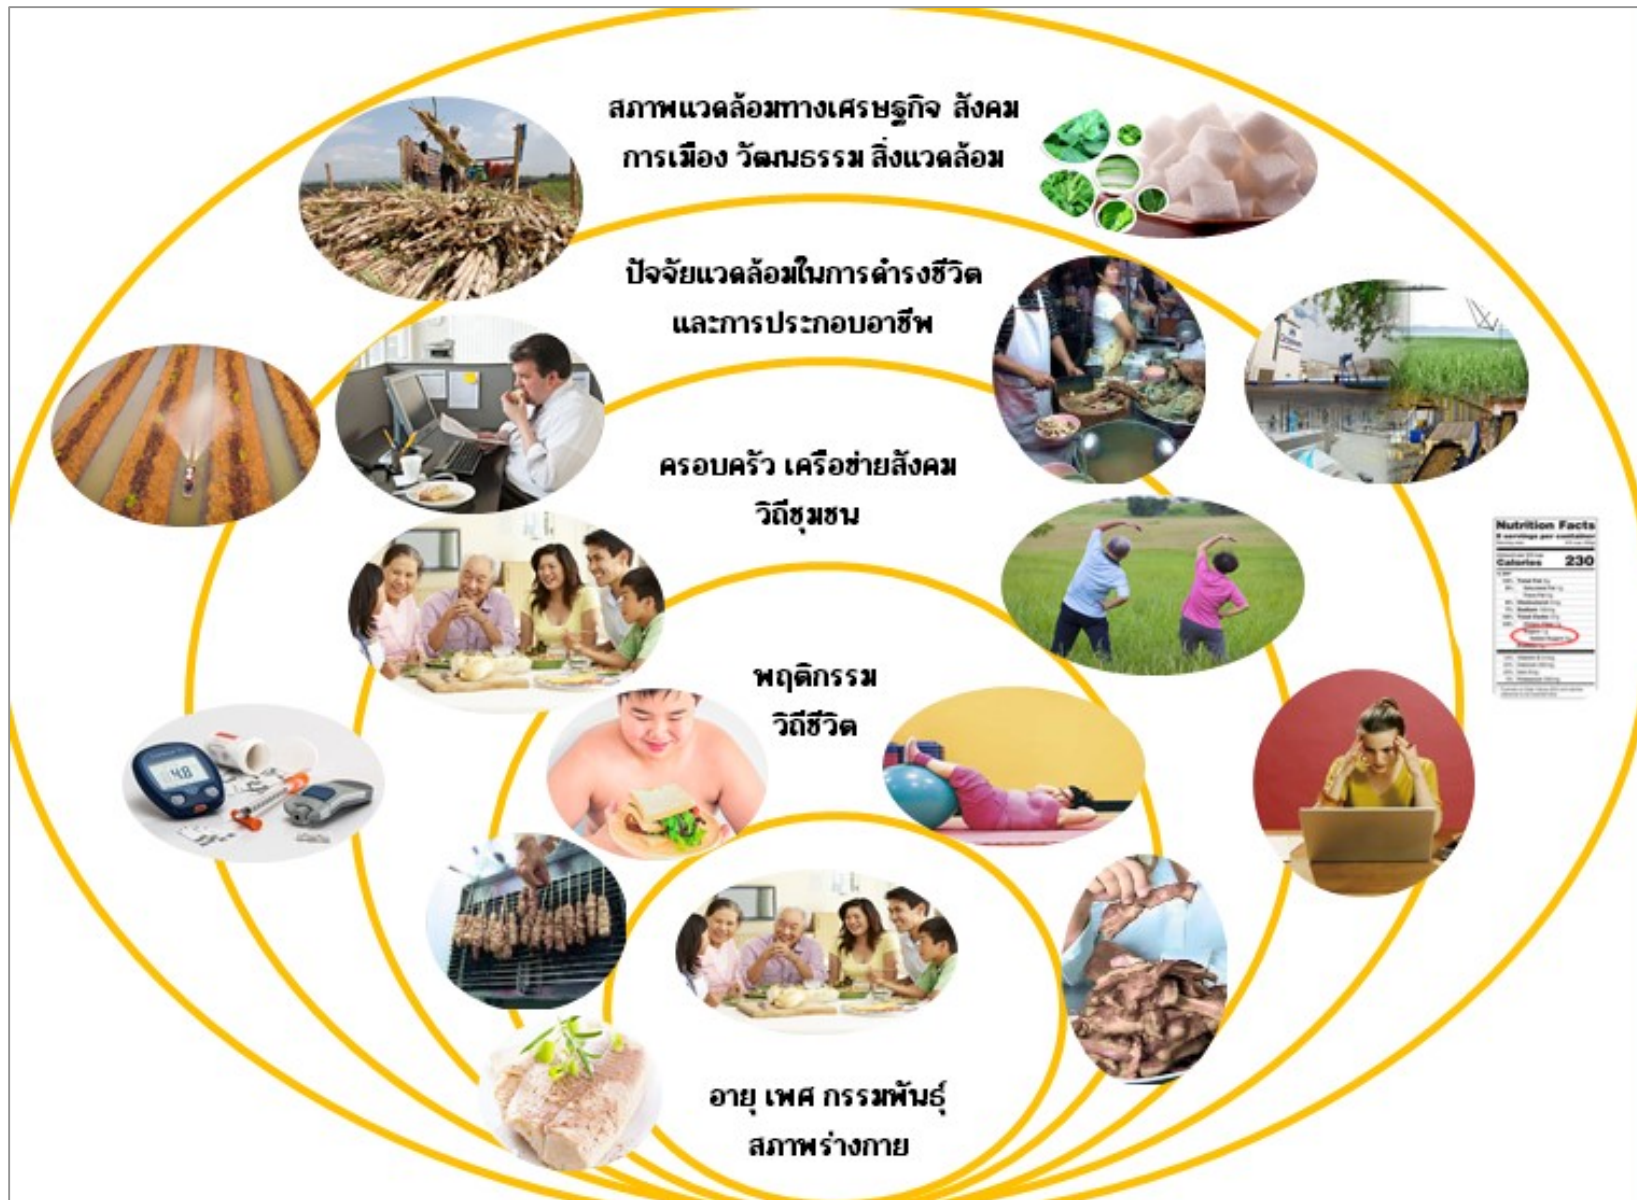 สภาพแวดล้อมทางเศรษฐกิจ สังคม
การเมือง วัฒนธรรม สิ่งแวดล้อม
ปัจจัยแวดล้อมในการดำรงชีวิต
และการประกอบอาชีพ
ครอบครัว เครือข่ายสังคม
วิถีชุมชน
Nutrition Facts
8 servings per container
Calories 230
พฤติกรรม
วิถีชีวิต
4.8
อายุ เพศ กรรมพันธุ์
สภาพร่างกาย